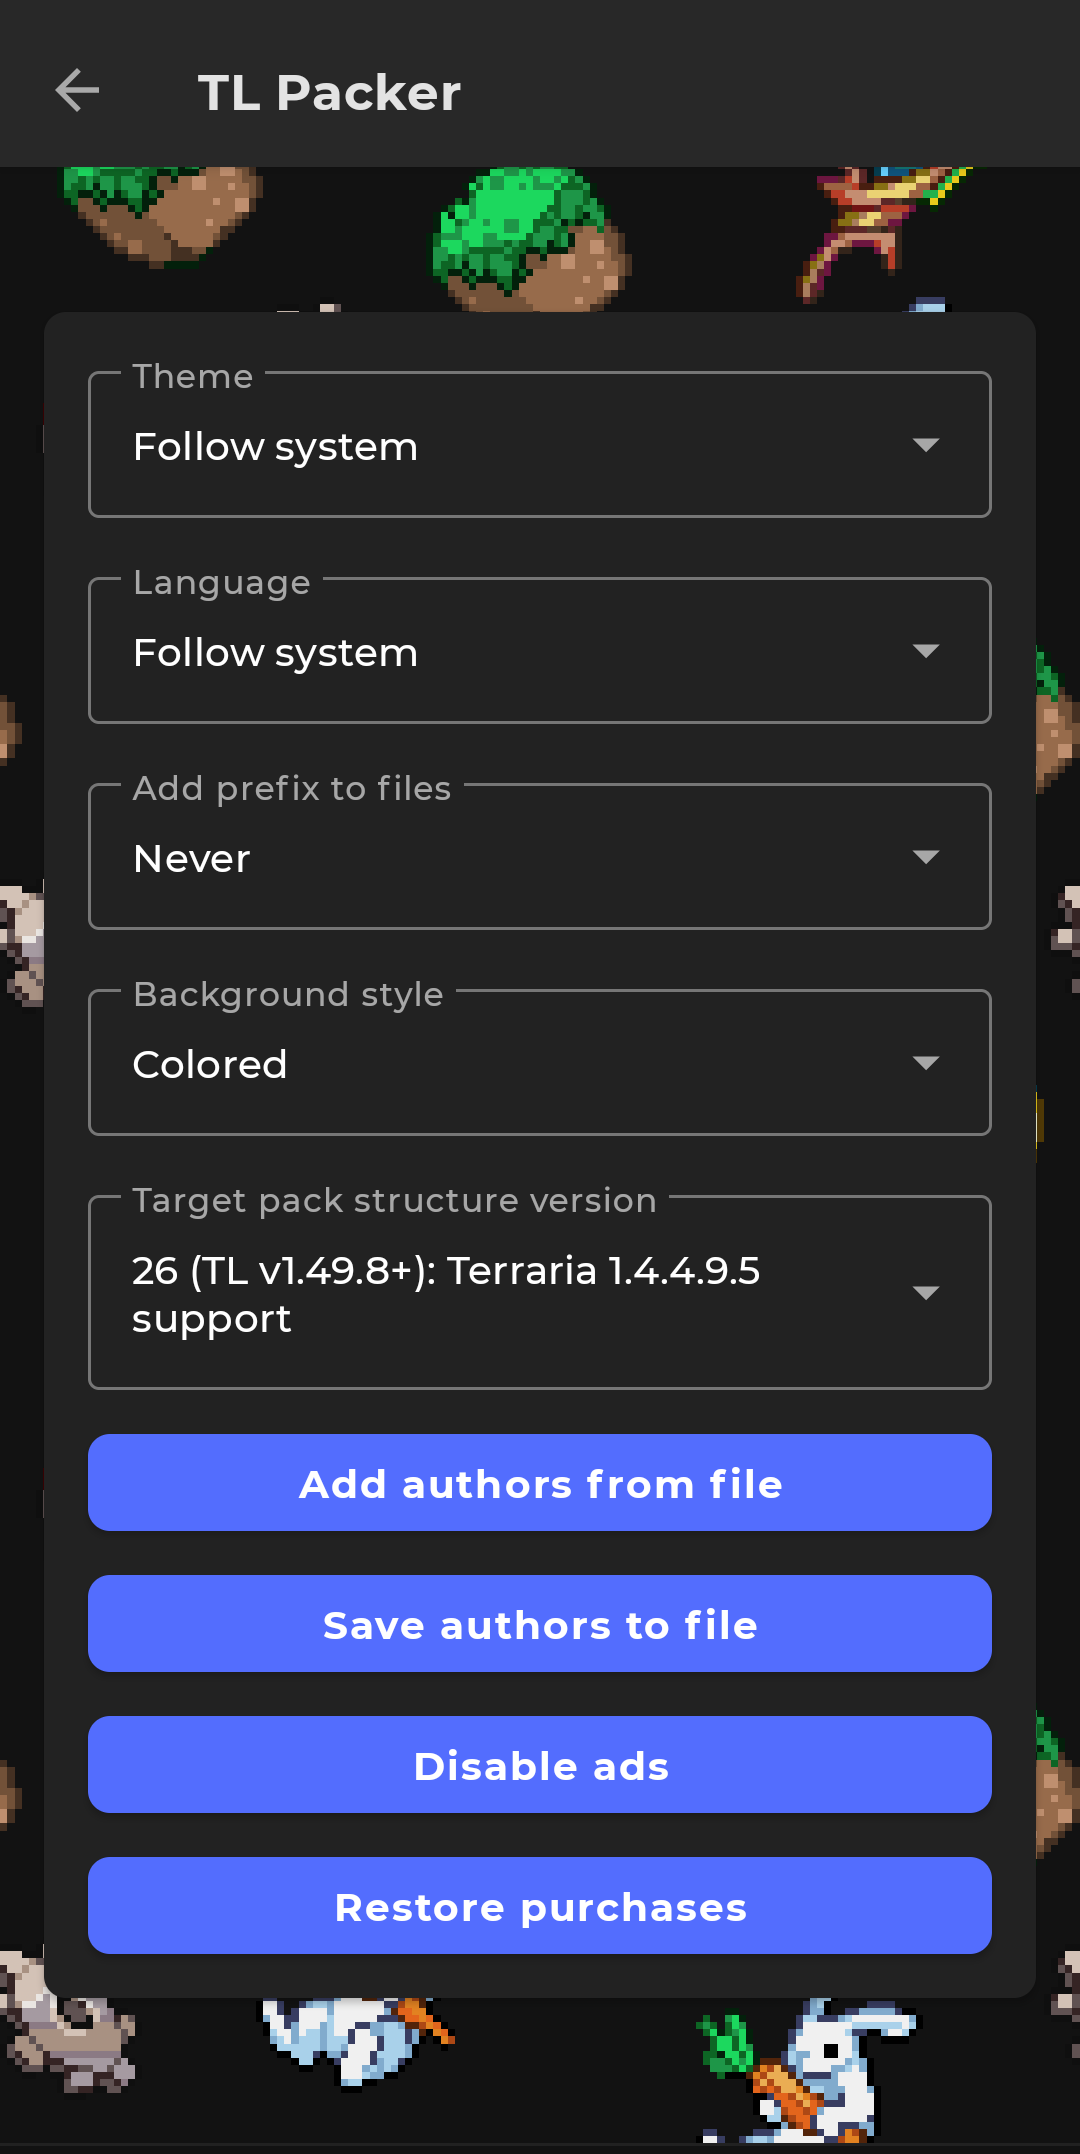 TL Packer
Theme
Follow system
Language
Follow system
Add prefix to files
Never
Background style
Colored
Target pack structure version
26 (TL v1.49.8+): Terraria 1.4.4.9.5
support
Add authors from file
Save authors to file
Disable ads
Restore purchases